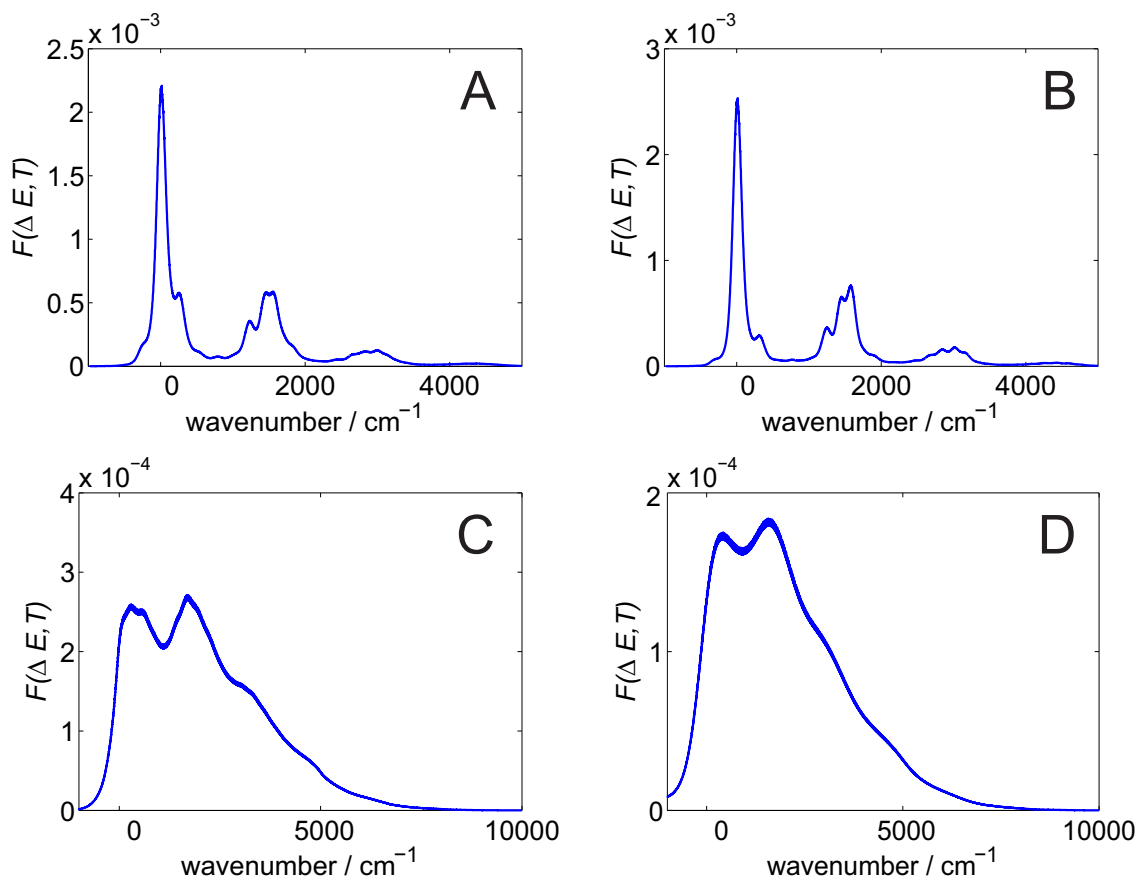 x 10−3
2.5
2
1.5
1
0.5
0
F(Δ E,T)
A
0 2000 4000
wavenumber / cm−1
x 10−3
3
2
1
0
F(Δ E,T)
B
0 2000 4000
wavenumber / cm−1
x 10−4
4
3
2
1
0
F(Δ E,T)
C
0 5000 10000
wavenumber / cm−1
x 10−4
2
1
0
F(Δ E,T)
D
0 5000 10000
wavenumber / cm−1